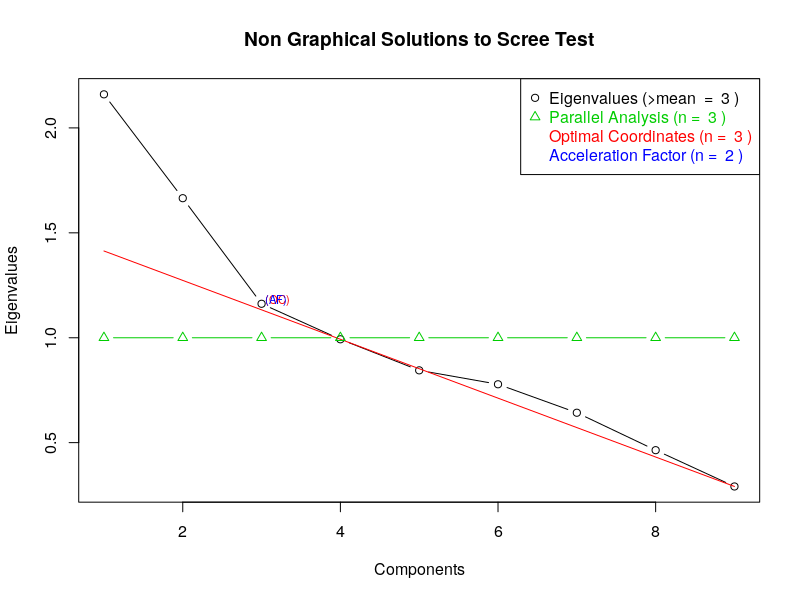 Non Graphical Solutions to Scree Test
Eigenvalues (>mean = 3 )
Parallel Analysis (n = 3 )
Optimal Coordinates (n = 3 )
Acceleration Factor (n = 2 )
Eigenvalues
2.0
1.5
1.0
0.5
2 4 6 8
Components